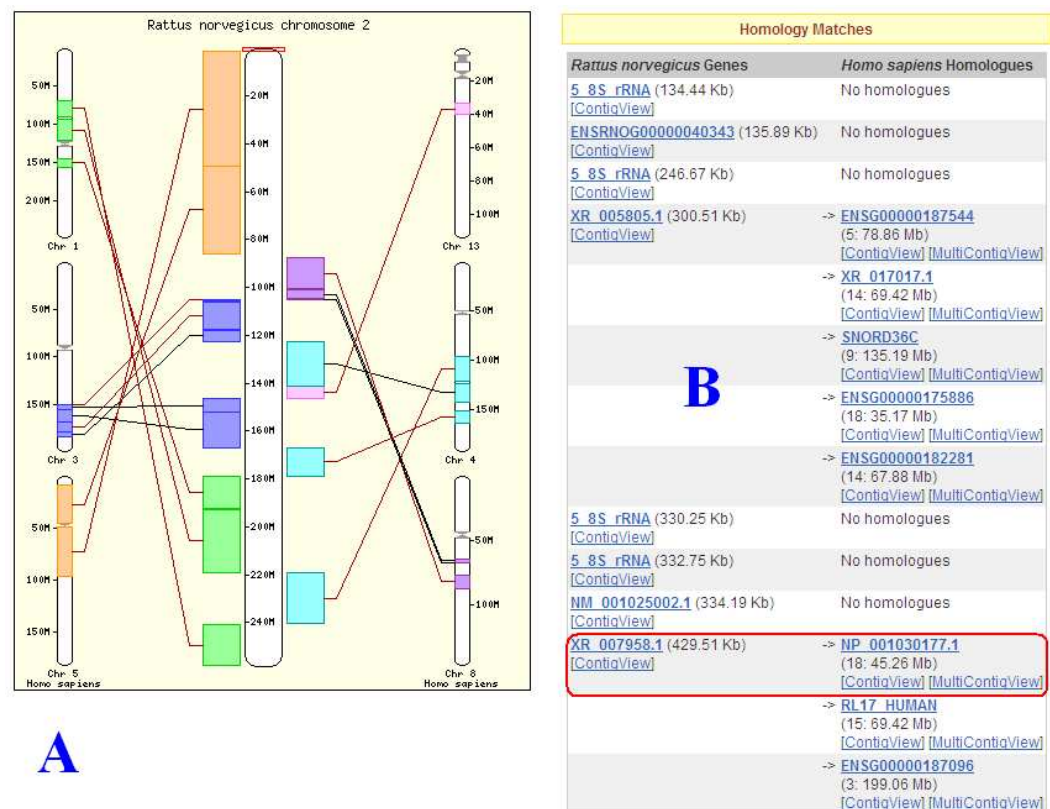 Rattus norvegicus chromosome 2
50M
100M
150M
200M
Chr 1
50M
100M
150M
Chr 3
50M
100M
150M
Chr 5
Homo sapiens
20M
40M
60M
80M
100M
120M
140M
160M
180M
200M
220M
240M
20M
40M
60M
80M
100M
Chr 13
50M
100M
150M
Chr 4
50M
100M
Chr 8
Homo sapiens
A
Homology Matches
Rattus norvegicus Genes Homo sapiens Homologues
5_8S_rRNA (134.44 Kb) No homologues
[ContigView]
ENSRNOG00000040343 (135.89 Kb) No homologues
[ContigView]
5_8S_rRNA (246.67 Kb) No homologues
[ContigView]
XR_005805.1 (300.51 Kb) -> ENSG00000187544
[ContigView] (5: 78.86 Mb)
[ContigView] [MultiContigView]
-> XR_017017.1
(14: 69.42 Mb)
[ContigView] [MultiContigView]
-> SNORD36C
(9: 135.19 Mb)
[ContigView] [MultiContigView]
B
-> ENSG00000175886
(18: 35.17 Mb)
[ContigView] [MultiContigView]
-> ENSG00000182281
(14: 67.88 Mb)
[ContigView] [MultiContigView]
5_8S_rRNA (330.25 Kb) No homologues
[ContigView]
5_8S_rRNA (332.75 Kb) No homologues
[ContigView]
NM_001025002.1 (334.19 Kb) No homologues
[ContigView]
XR_007958.1 (429.51 Kb) -> NP_001030177.1
[ContigView] (18: 45.26 Mb)
[ContigView] [MultiContigView]
-> RL17_HUMAN
(15: 69.42 Mb)
[ContigView] [MultiContigView]
-> ENSG00000187096
(3: 199.06 Mb)
[ContigView] [MultiContigView]